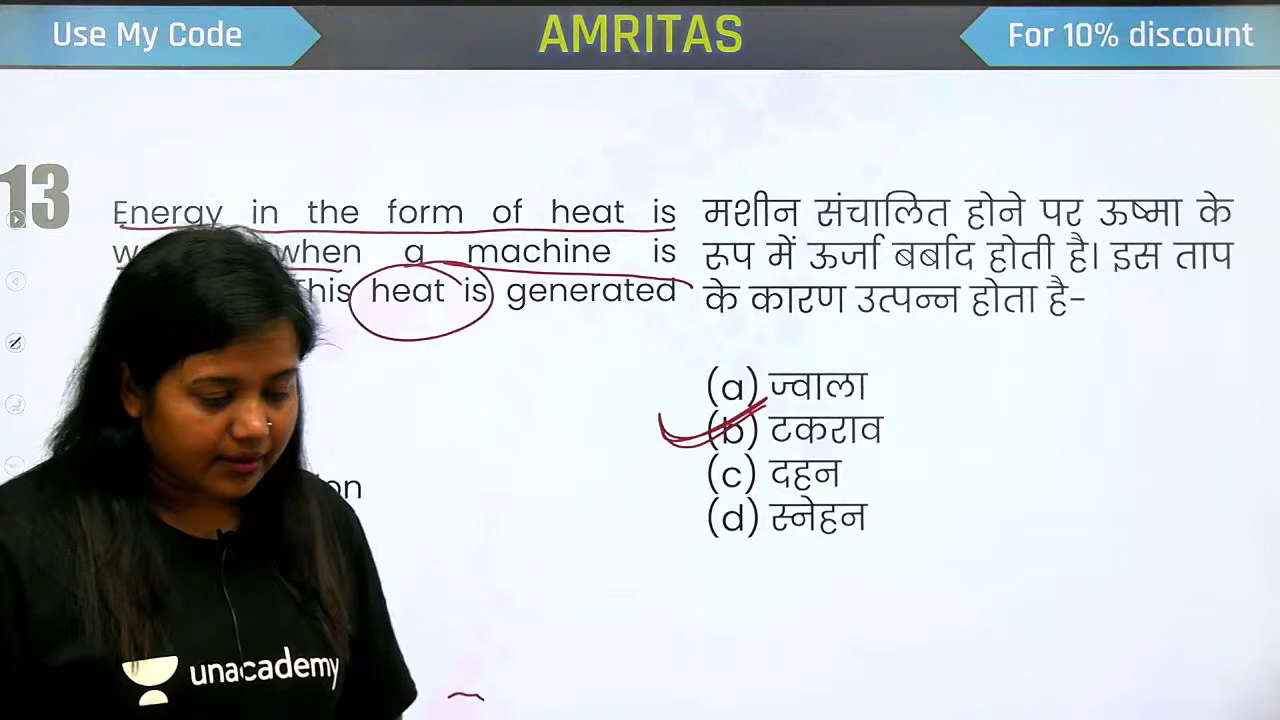 Use My Code
AMRITAS
For 10% discount
13
Energy in the form of heat is
when a machine is
This heat is generated
मशीन संचालित होने पर ऊष्मा के
रूप में ऊर्जा बर्बाद होती है। इस ताप
के कारण उत्पन्न होता है-
(a) ज्वाला
(b) टकराव
(c) दहन
(d) स्नेहन
unacademy